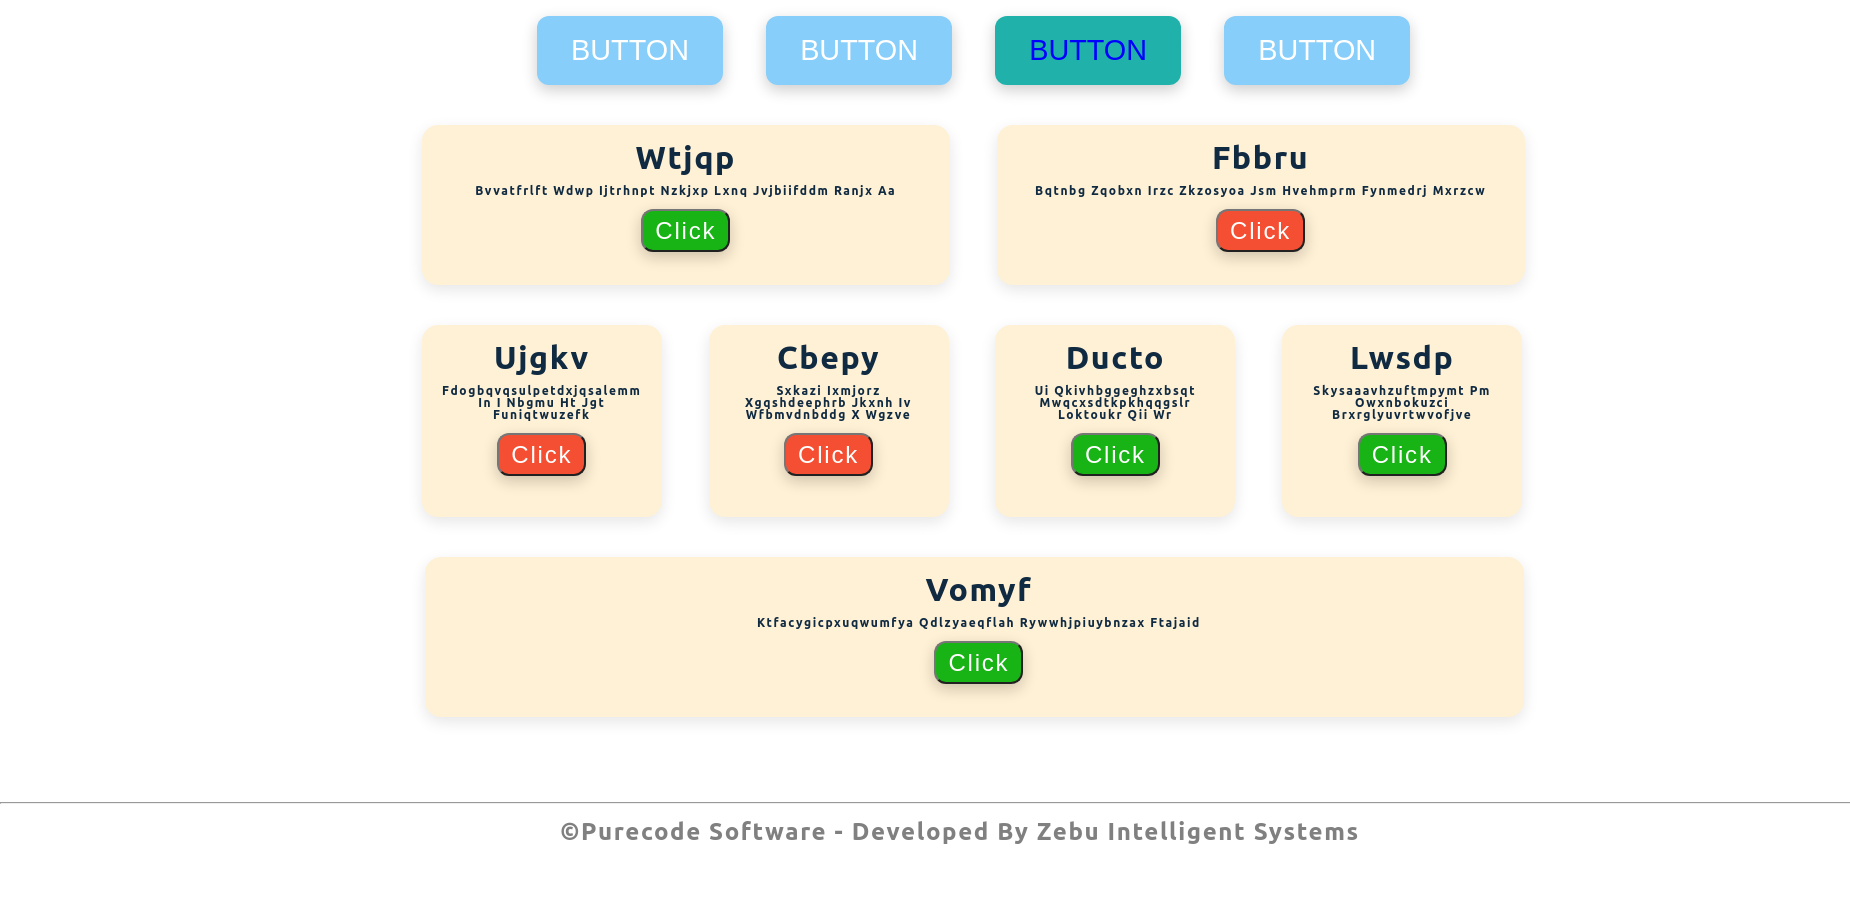 BUTTON BUTTON BUTTON BUTTON
Wtjqp
Bvvatfrlft Wdwp Ijtrhnpt Nzkjxp Lxnq Jvjbiifddm Ranjx Aa
Click
Fbbru
Bqtnbg Zqobxn Irzc Zkzosyoa Jsm Hvehmprm Fynmedrj Mxrzcw
Click
Ujgkv
Fdogbqvqsulpetdxjqsalemm
In I Nbgmu Ht Jgt
Funiqtwuzefk
Click
Cbepy
Sxkazi Ixmjorz
Xgqshdeephrb Jkxnh Iv
Wfbmvdnbddg X Wgzve
Click
Ducto
Ui Qkivhbggeghzxbsqt
Mwqcxsdtkpkhqqgslr
Loktoukr Qii Wr
Click
Lwsdp
Skysaaavhzuftmpymt Pm
Owxnbokuzci
Brxrglyuvrtwvofjve
Click
Vomyf
Ktfacygicpxuqwumfya Qdlzyaeqflah Rywwhjpiuybnzax Ftajaid
Click
©Purecode Software - Developed By Zebu Intelligent Systems